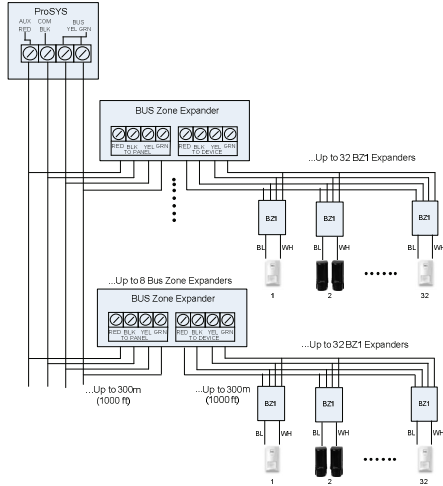 ProSYS
AUX COM BUS
RED BLK YEL GRN
BUS Zone Expander
RED BLK YEL GRN RED BLK YEL GRN
TO PANEL TO DEVICE
...Up to 32 BZ1 Expanders
BZ1 BZ1 BZ1
BL WH BL WH BL WH
1 2 32
...Up to 8 Bus Zone Expanders
BUS Zone Expander
RED BLK YEL GRN RED BLK YEL GRN
TO PANEL TO DEVICE
...Up to 32 BZ1 Expanders
...Up to 300m
(1000 ft)
...Up to 300m
(1000 ft)
BZ1 BZ1 BZ1
BL WH BL WH BL WH
1 2 32